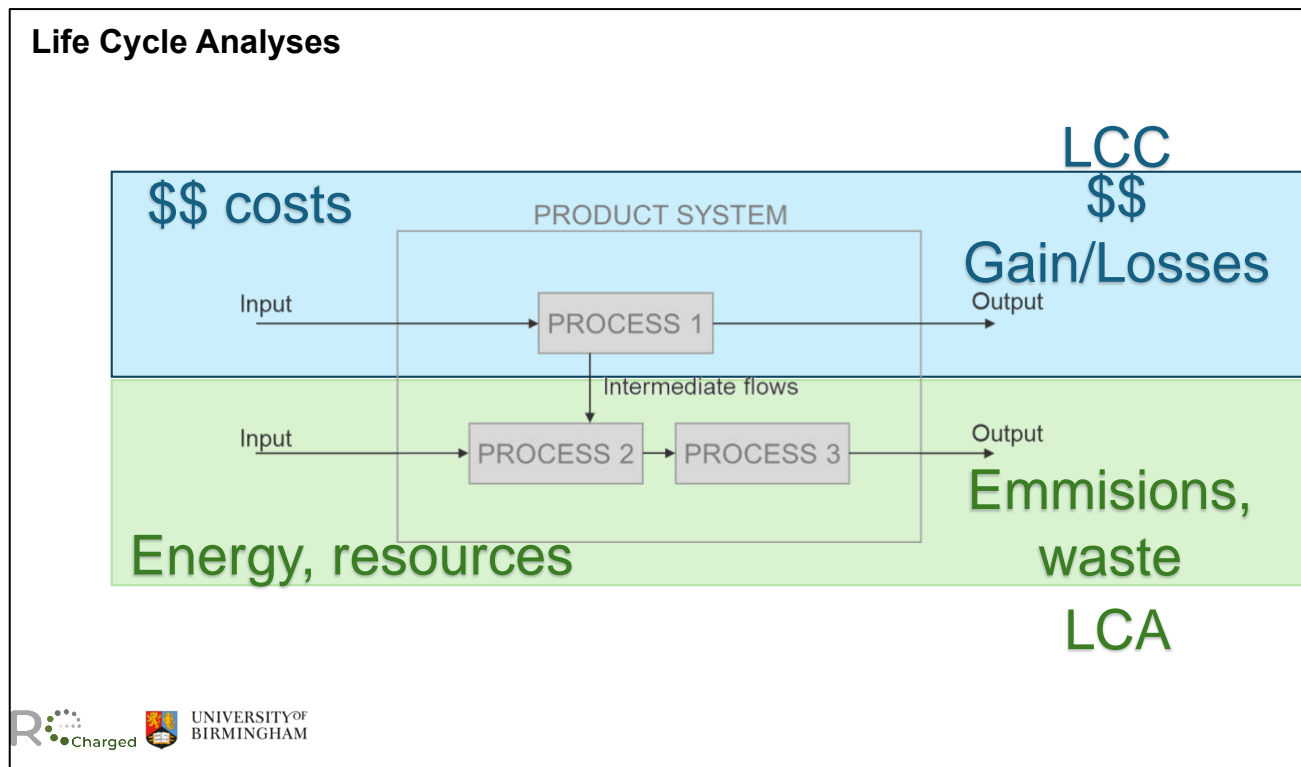 Life Cycle Analyses
LCC
$$ costs
$$
PRODUCT SYSTEM
Gain/Losses
Input
PROCESS 1
Output
Intermediate flows
Input
PROCESS 2
PROCESS 3
Output
Emmisions,
waste
Energy, resources
LCA
R Charged
UNIVERSITY OF
BIRMINGHAM